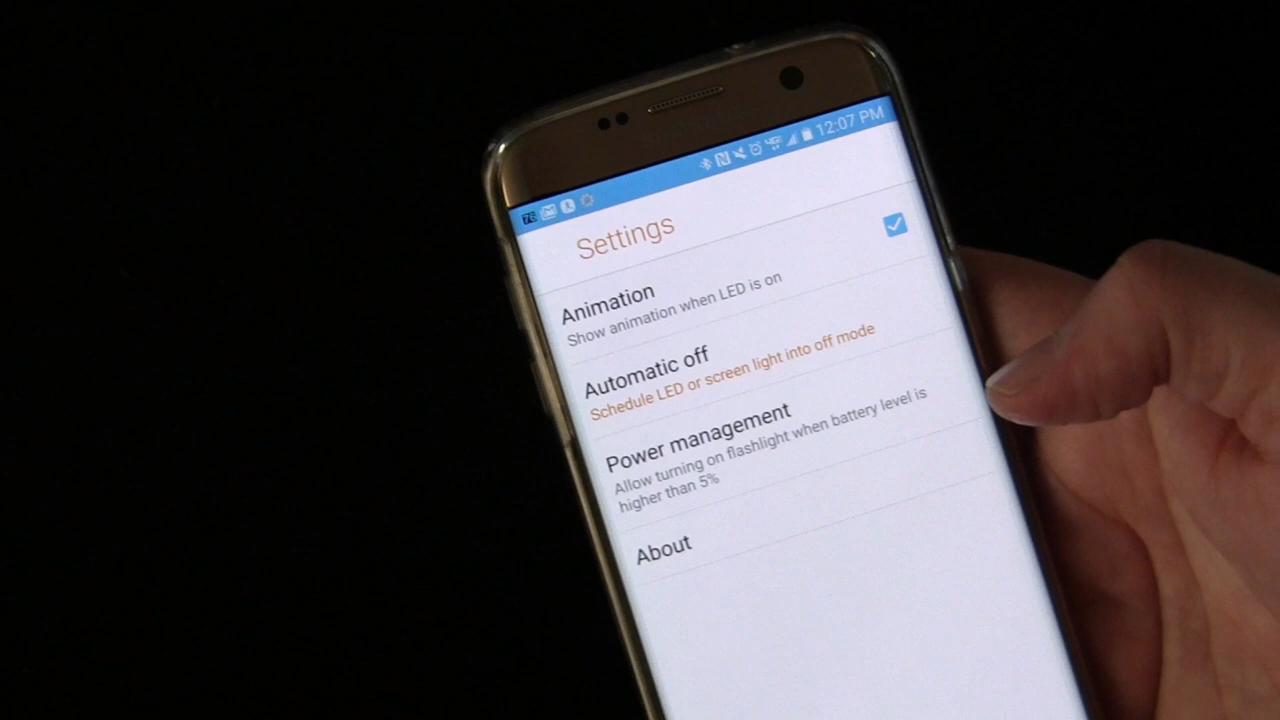 76 12:07 PM
Settings
Animation
Show animation when LED is on
Automatic off
Schedule LED or screen light into off mode
Power management
Allow turning on flashlight when battery level is
higher than 5%
About